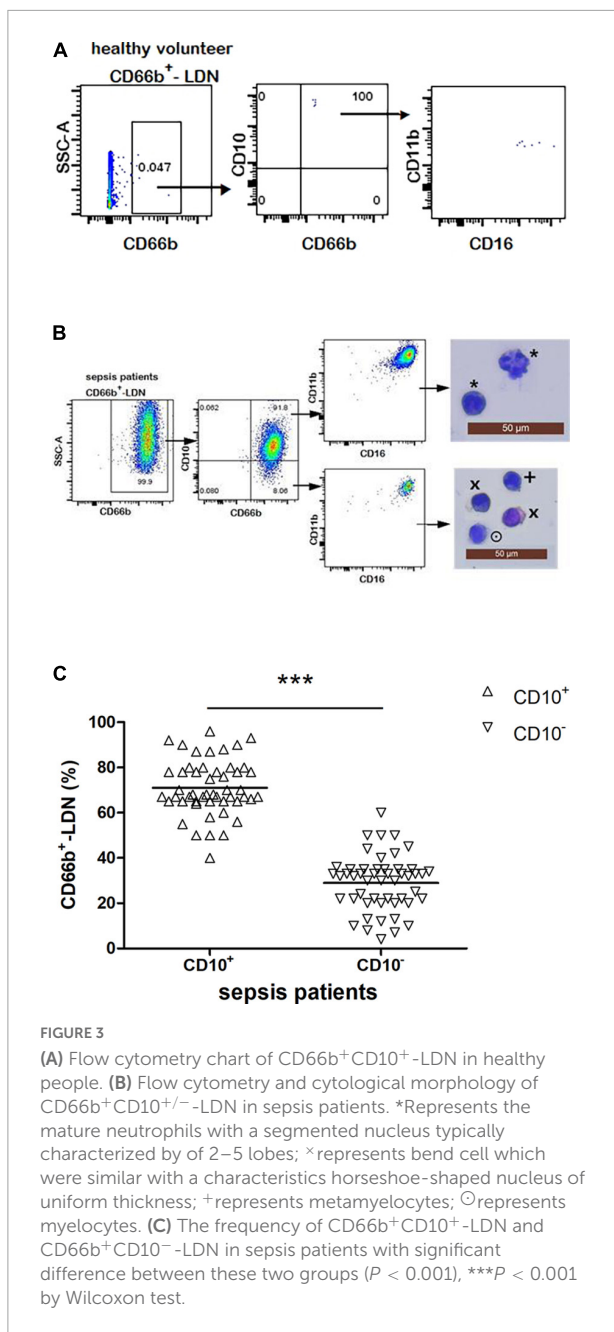 A
healthy volunteer
CD66b⁺- LDN
SSC-A
0.047
CD66b
CD10
0
100
0
0
CD66b
CD11b
CD16
B
sepsis patients
CD66b⁺-LDN
SSC-A
99.9
CD66b
CD10
0.062
91.8
0.080
8.06
CD66b
CD11b
CD16
*
*
50 µm
CD11b
CD16
x
+
x
⊙
50 µm
C
***
△ CD10⁺
▽ CD10⁻
CD66b⁺-LDN (%)
100
80
60
40
20
0
CD10⁺
CD10⁻
sepsis patients
FIGURE 3
(A) Flow cytometry chart of CD66b⁺CD10⁺-LDN in healthy
people. (B) Flow cytometry and cytological morphology of
CD66b⁺CD10⁺/⁻-LDN in sepsis patients. *Represents the
mature neutrophils with a segmented nucleus typically
characterized by of 2–5 lobes; ˣrepresents bend cell which
were similar with a characteristics horseshoe-shaped nucleus of
uniform thickness; ⁺represents metamyelocytes; ⊙represents
myelocytes. (C) The frequency of CD66b⁺CD10⁺-LDN and
CD66b⁺CD10⁻-LDN in sepsis patients with significant
difference between these two groups (P < 0.001), ***P < 0.001
by Wilcoxon test.